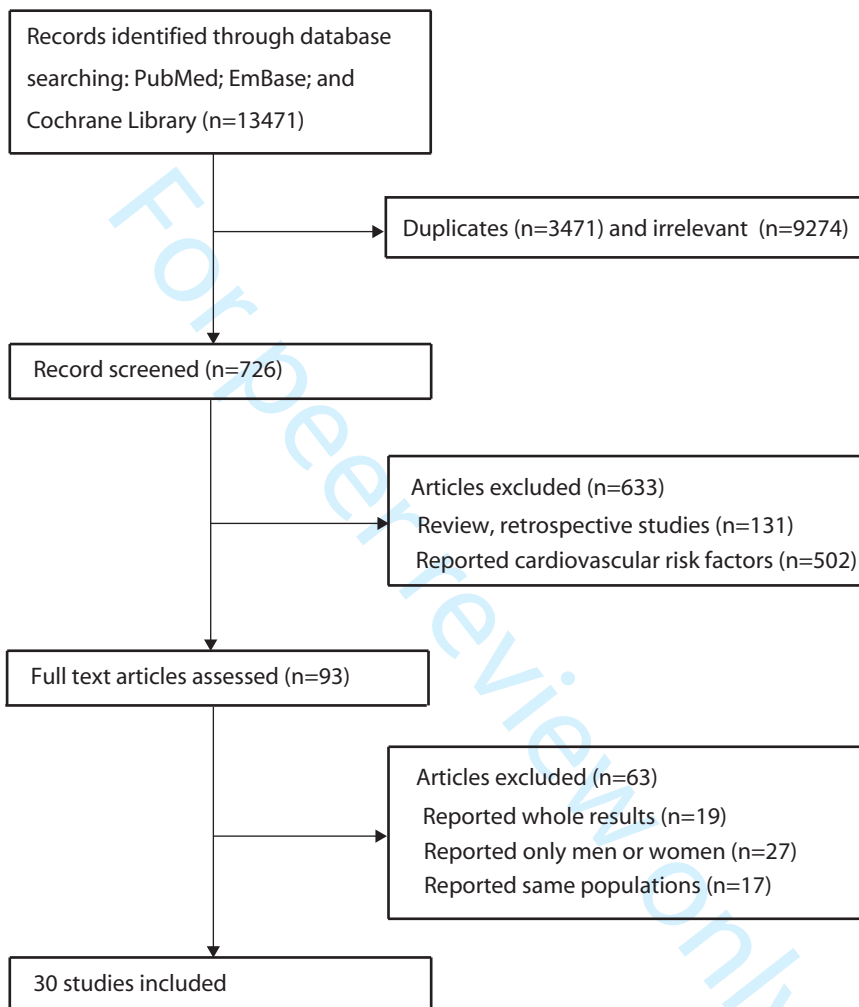 Records identified through database
searching: PubMed; EmBase; and
Cochrane Library (n=13471)
Duplicates (n=3471) and irrelevant (n=9274)
Record screened (n=726)
Articles excluded (n=633)
Review, retrospective studies (n=131)
Reported cardiovascular risk factors (n=502)
Full text articles assessed (n=93)
Articles excluded (n=63)
Reported whole results (n=19)
Reported only men or women (n=27)
Reported same populations (n=17)
30 studies included
For peer review only